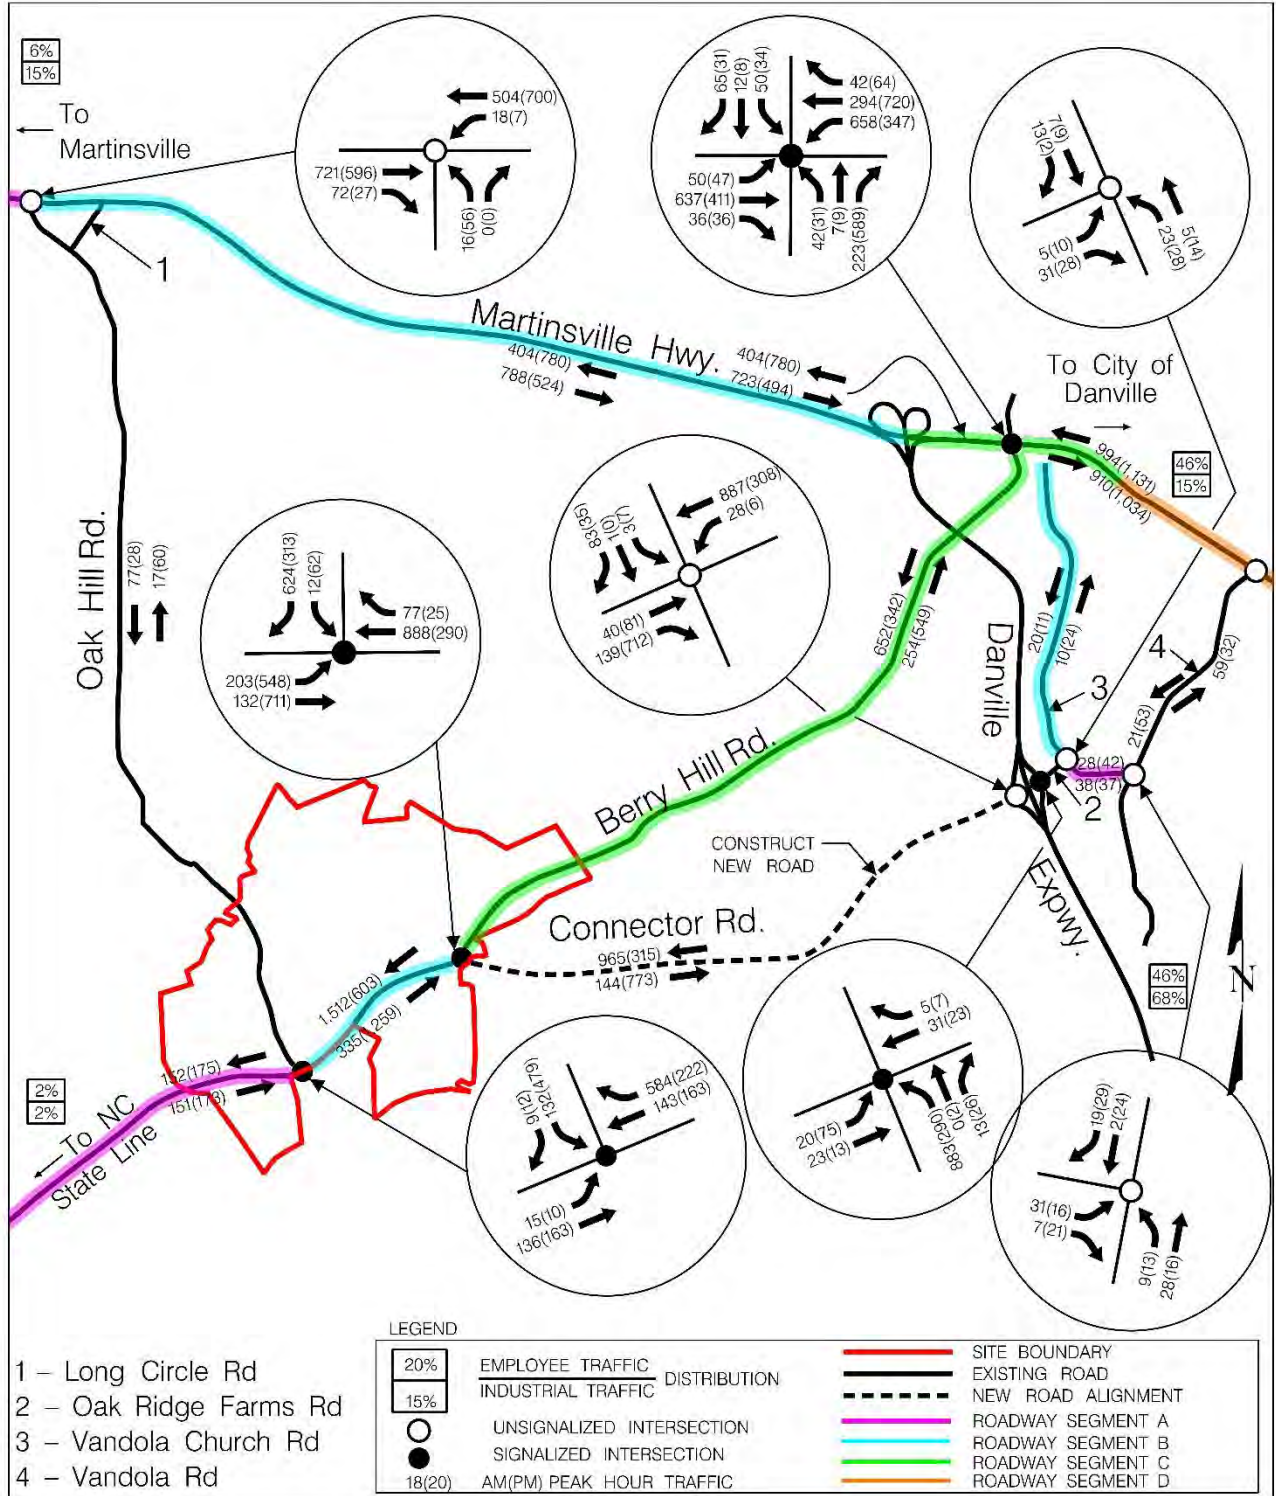 6%
15%
To
Martinsville
504(700)
18(7)
721(596)
72(27)
16(56)
0(0)
65(31)
12(8)
50(34)
42(64)
294(720)
658(347)
50(47)
637(411)
36(36)
42(31)
7(9)
223(589)
7(9)
13(2)
5(10)
31(28)
5(14)
23(28)
1
Martinsville Hwy.
404(780)
788(524)
404(780)
723(494)
To City of
Danville
994(1,131)
910(1,034)
46%
15%
Oak Hill Rd.
77(28)
17(60)
624(313)
12(62)
77(25)
888(290)
203(548)
132(711)
83(35)
1(0)
3(7)
887(308)
28(6)
40(81)
139(712)
652(342)
254(549)
Danville
20(11)
10(24)
3
4
59(32)
21(53)
28(42)
38(37)
2
Berry Hill Rd.
CONSTRUCT
NEW ROAD
Connector Rd.
965(315)
144(773)
Expwy.
46%
68%
N
1,512(603)
152(175)
2%
2%
To NC
State Line
9(12)
132(479)
584(222)
143(163)
15(10)
136(163)
5(7)
31(23)
20(75)
23(13)
883(290)
0(2)
13(26)
19(29)
2(24)
31(16)
7(21)
9(13)
28(16)
1 – Long Circle Rd
2 – Oak Ridge Farms Rd
3 – Vandola Church Rd
4 – Vandola Rd
LEGEND
20%
15%
EMPLOYEE TRAFFIC
INDUSTRIAL TRAFFIC
DISTRIBUTION
UNSIGNALIZED INTERSECTION
SIGNALIZED INTERSECTION
18(20) AM(PM) PEAK HOUR TRAFFIC
SITE BOUNDARY
EXISTING ROAD
NEW ROAD ALIGNMENT
ROADWAY SEGMENT A
ROADWAY SEGMENT B
ROADWAY SEGMENT C
ROADWAY SEGMENT D